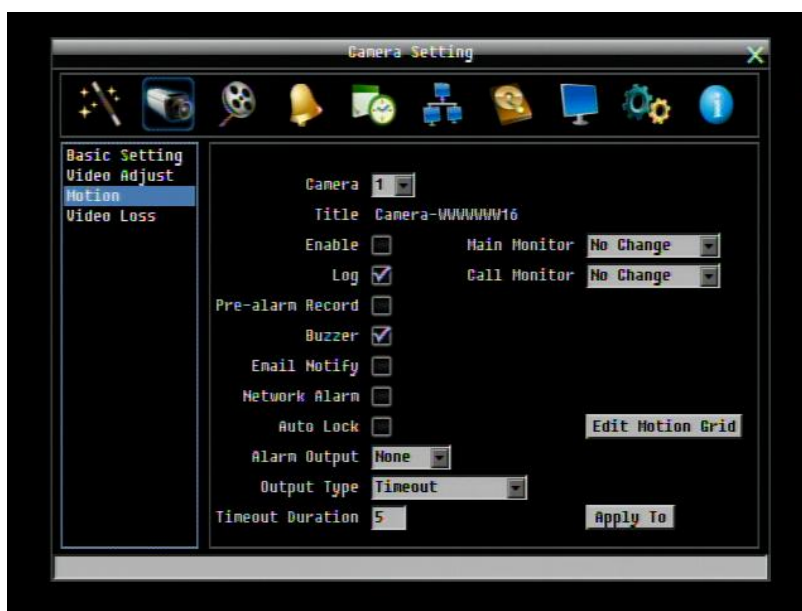 Camera Setting
Basic Setting
Video Adjust
Motion
Video Loss
Camera 1
Title Camera-WWWWWW16
Enable Main Monitor No Change
Log Call Monitor No Change
Pre-alarm Record
Buzzer
Email Notify
Network Alarm
Auto Lock Edit Motion Grid
Alarm Output None
Output Type Timeout
Timeout Duration 5 Apply To